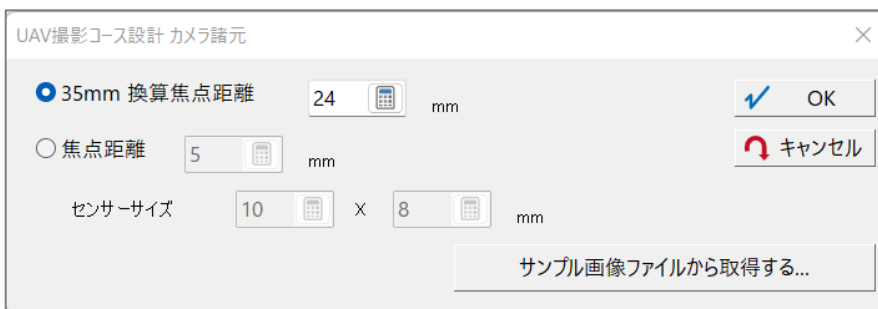 UAV撮影コース設計 カメラ諸元
35mm 換算焦点距離 24 mm OK
焦点距離 5 mm キャンセル
センサーサイズ 10 X 8 mm
サンプル画像ファイルから取得する...